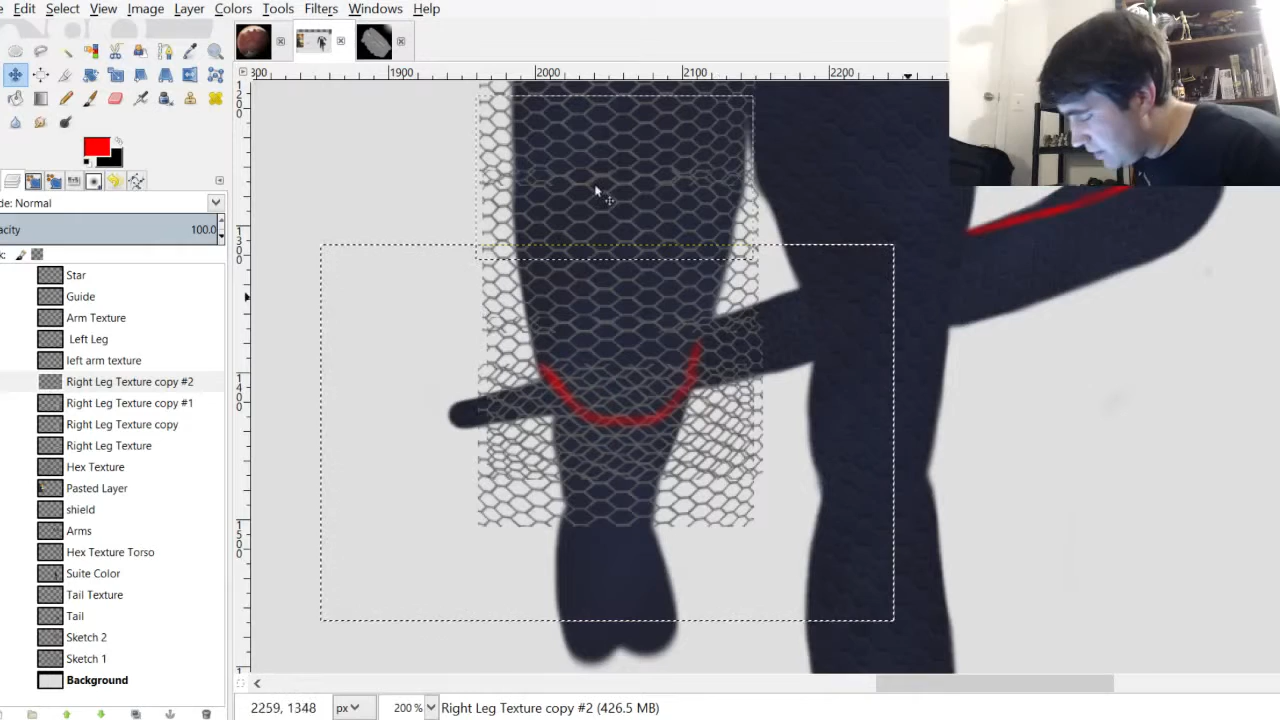 Edit Select View Image Layer Colors Tools Filters Windows Help
1900 2000 2100 2200
de: Normal
pacity 100.0
Star
Guide
Arm Texture
Left Leg
left arm texture
Right Leg Texture copy #2
Right Leg Texture copy #1
Right Leg Texture copy
Right Leg Texture
Hex Texture
Pasted Layer
shield
Arms
Hex Texture Torso
Suite Color
Tail Texture
Tail
Sketch 2
Sketch 1
Background
2259, 1348 px 200 % Right Leg Texture copy #2 (426.5 MB)